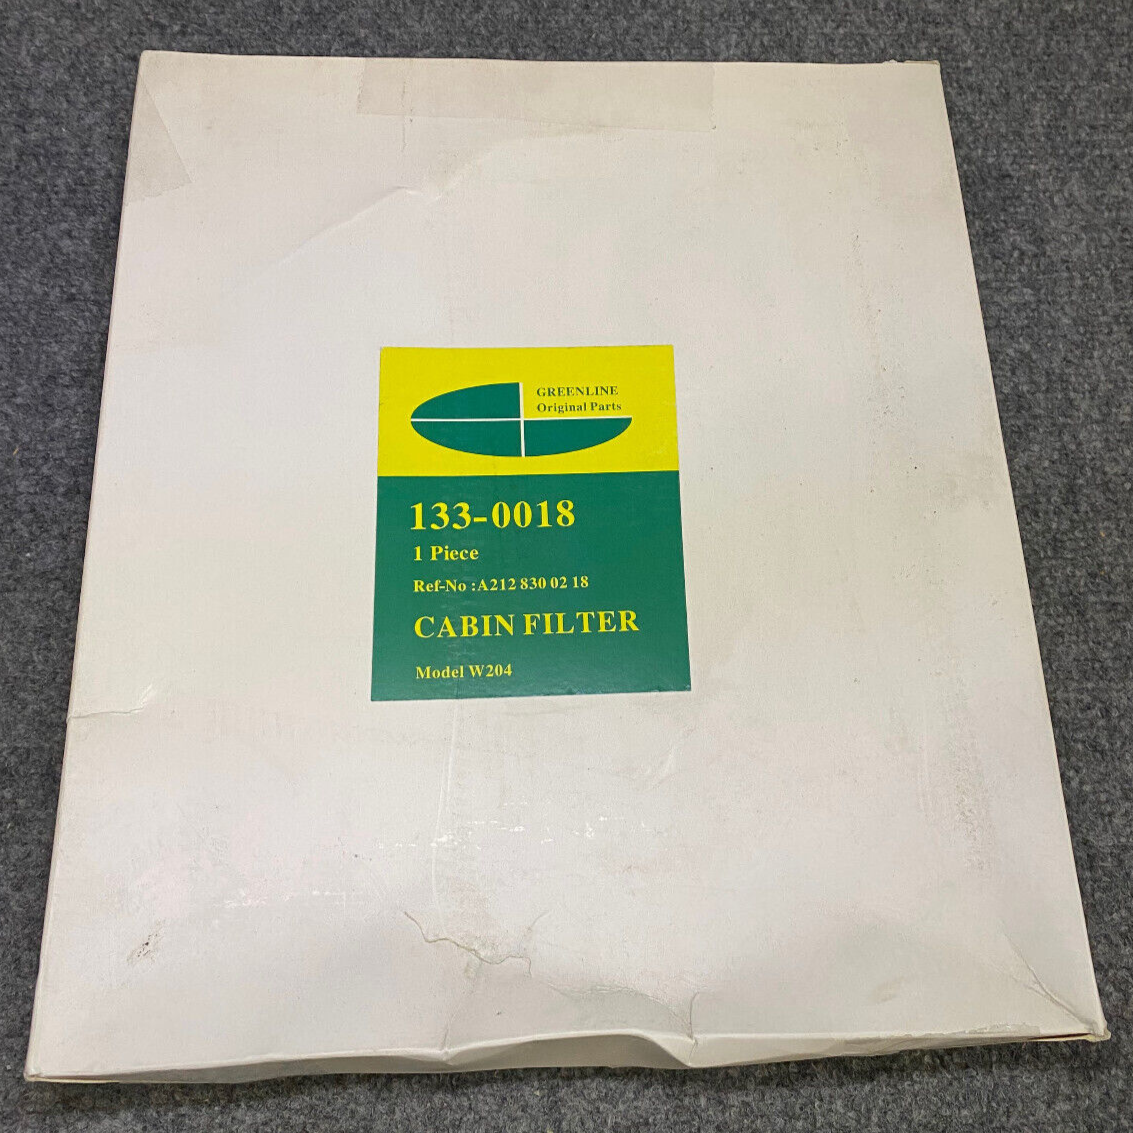 GREENLINE
Original Parts
133-0018
1 Piece
Ref-No :A212 830 02 18
CABIN FILTER
Model W204